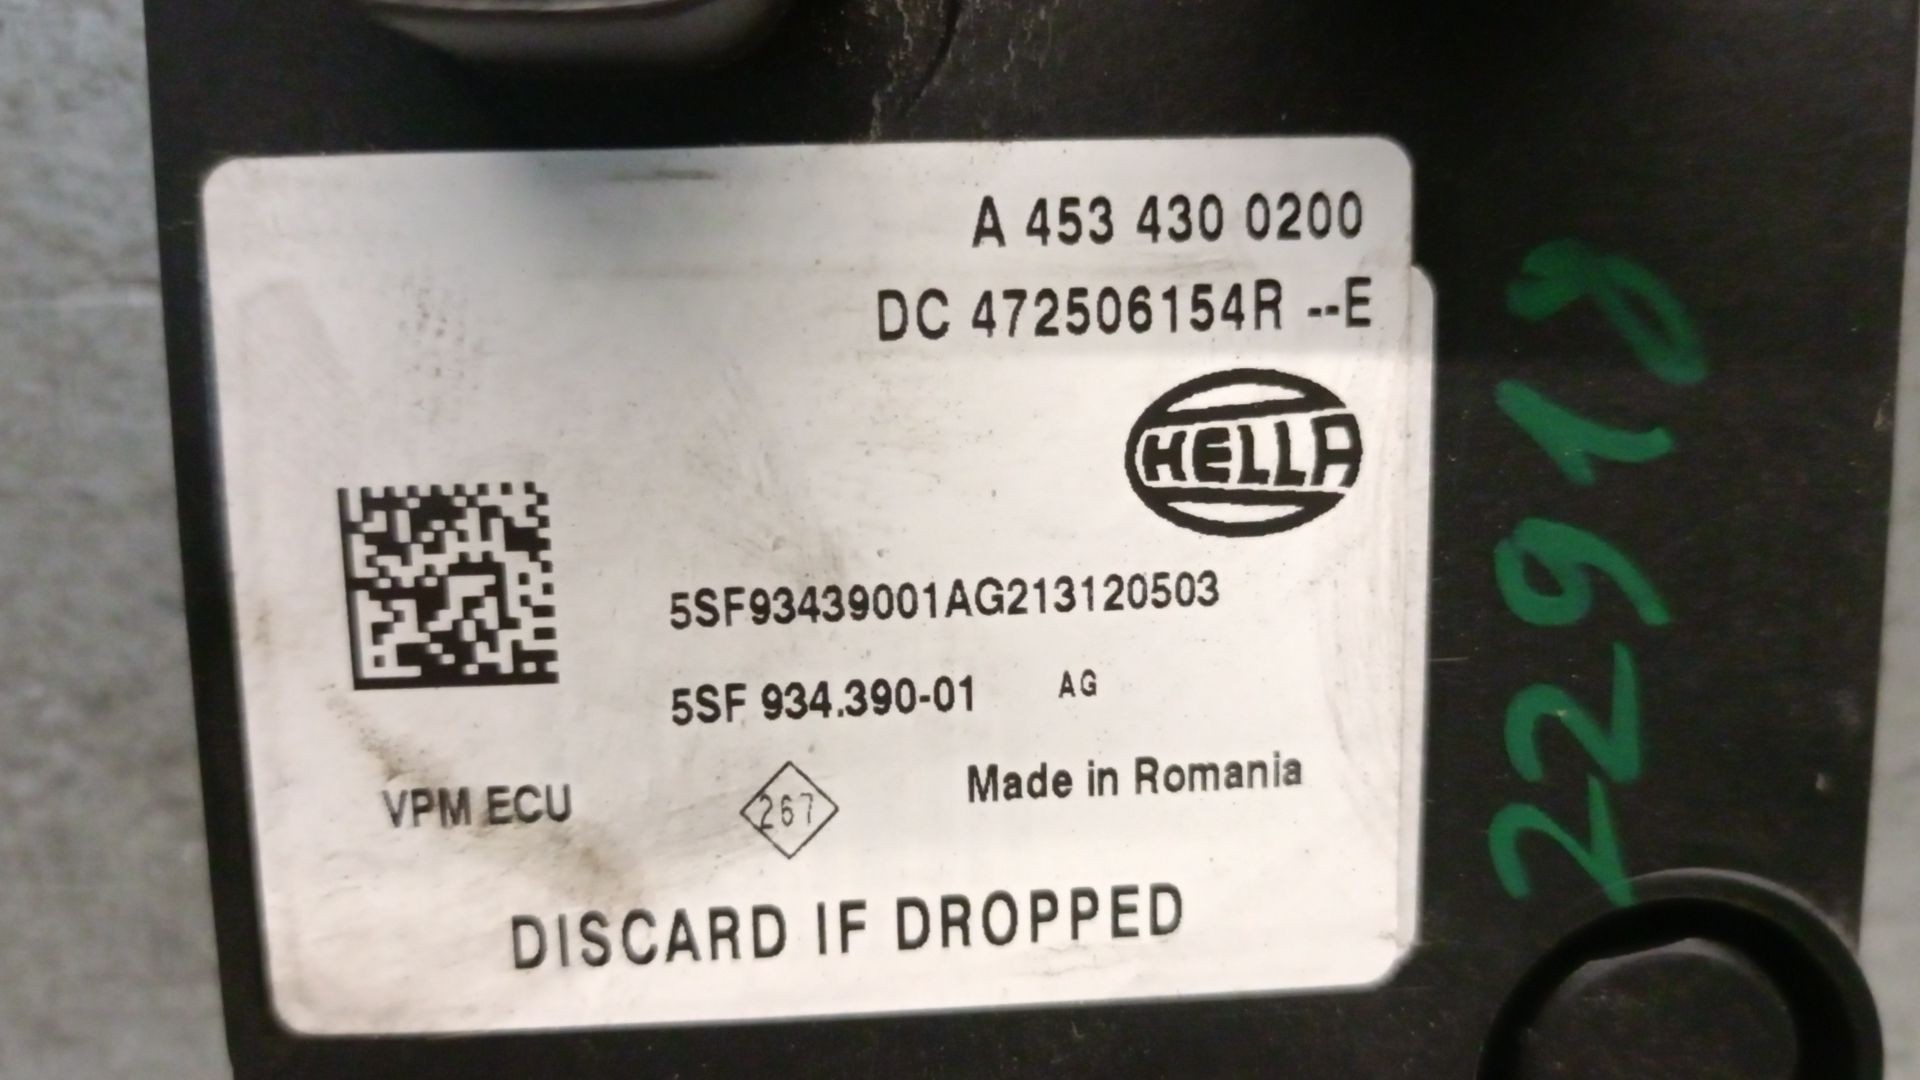 A 453 430 0200
DC 472506154R --E
HELLA
5SF93439001AG213120503
5SF 934.390-01 AG
VPM ECU
267
Made in Romania
DISCARD IF DROPPED
22918